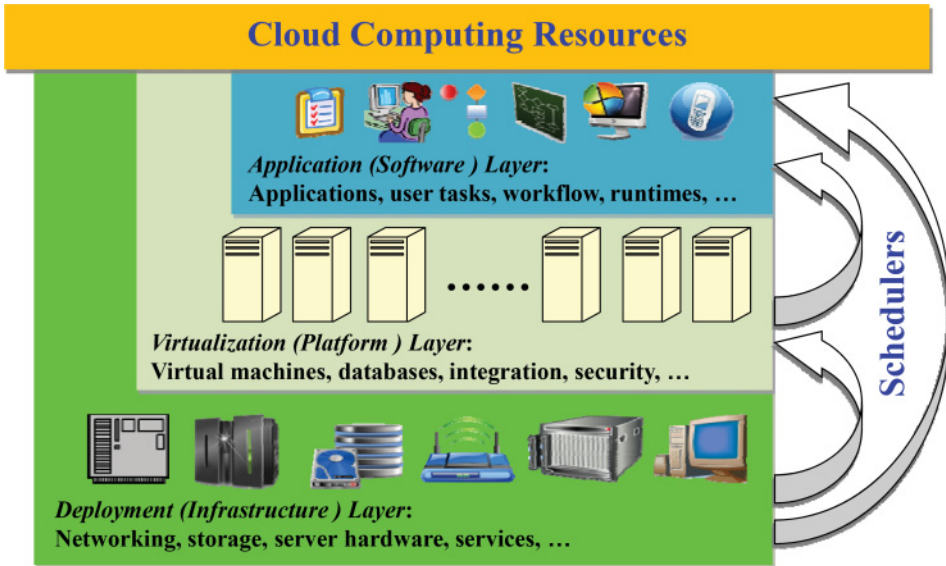 Cloud Computing Resources
Application (Software ) Layer:
Applications, user tasks, workflow, runtimes, …
Virtualization (Platform ) Layer:
Virtual machines, databases, integration, security, …
Deployment (Infrastructure ) Layer:
Networking, storage, server hardware, services, …
Schedulers